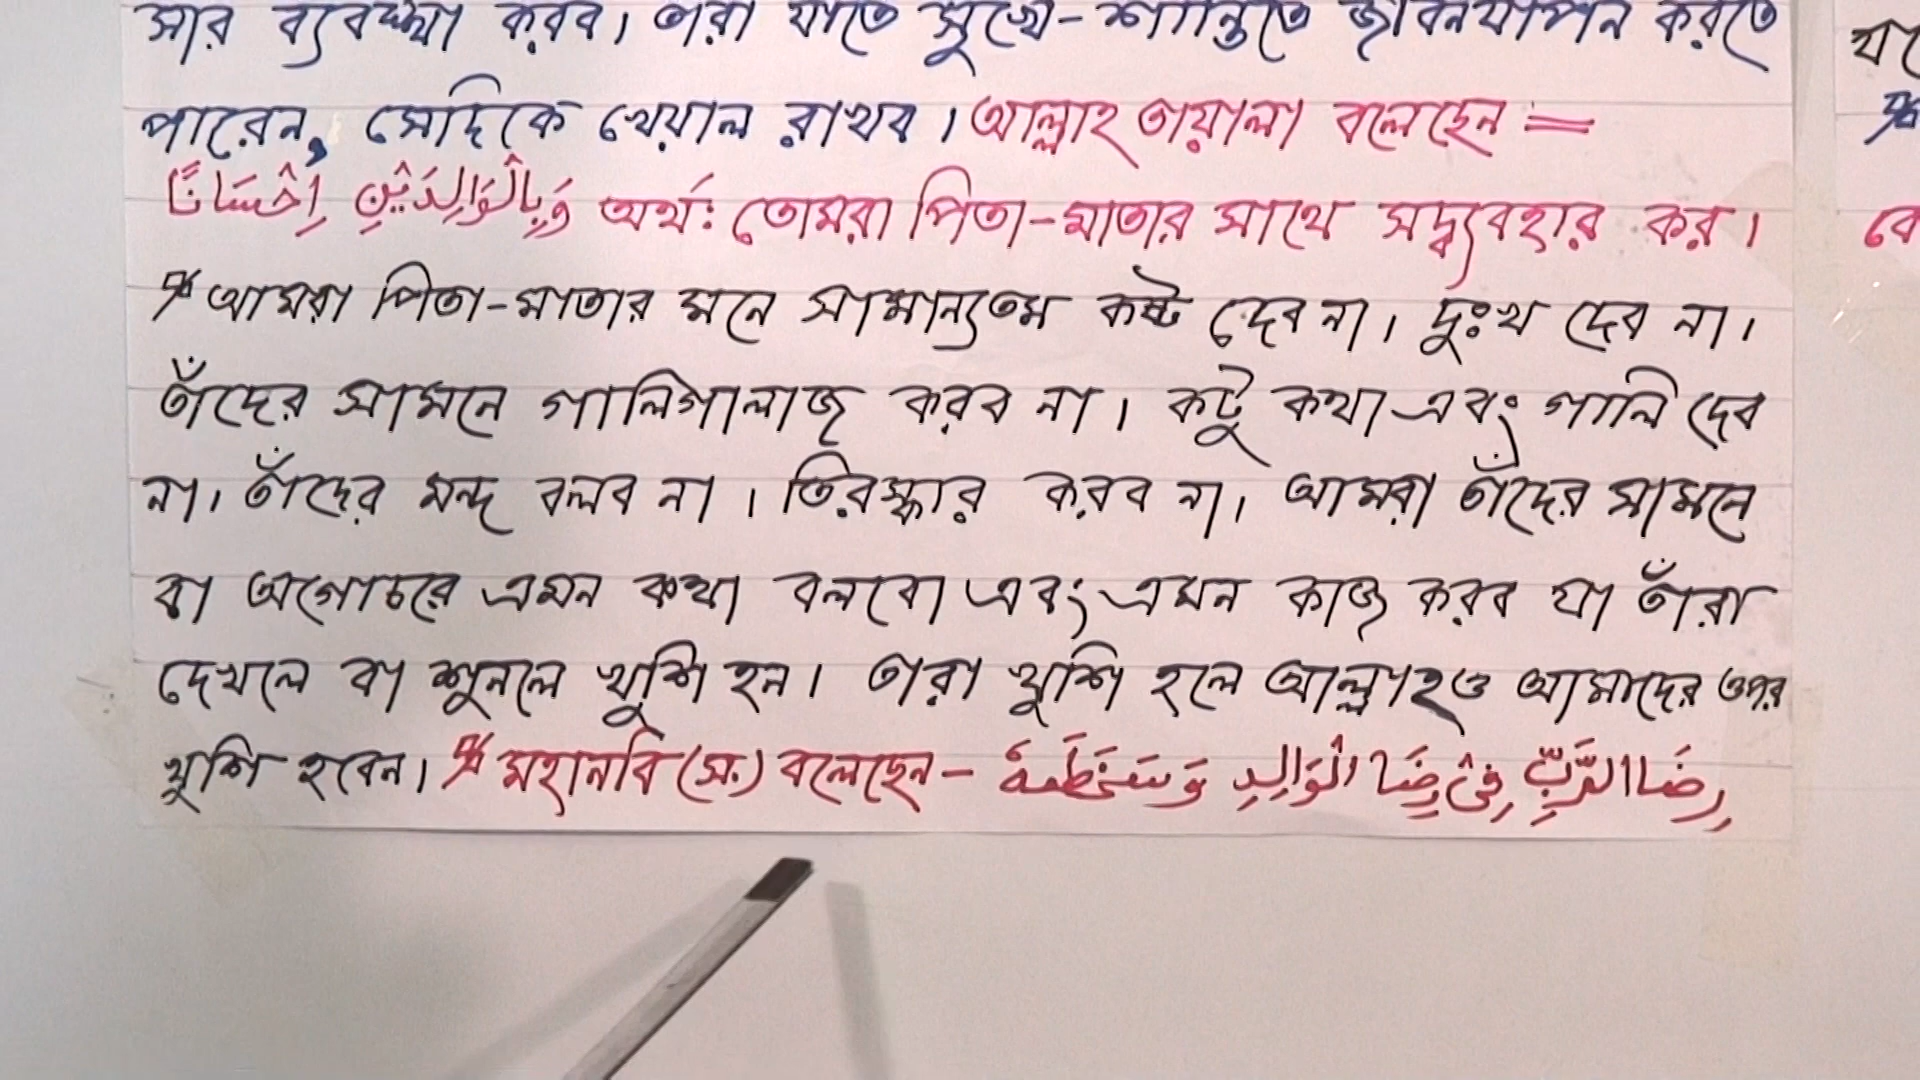 সার ব্যবস্থা করব। তারা যাতে সুখে-শান্তিতে জীবনযাপন করতে
পারেন, সেদিকে খেয়াল রাখব। আল্লাহ তায়ালা বলেছেন =
وَبِالْوَالِدَيْنِ إِحْسَانًا অর্থ: তোমরা পিতা-মাতার সাথে সদ্ব্যবহার কর।
আমরা পিতা-মাতার মনে সামান্যতম কষ্ট দেব না। দুঃখ দেব না।
তাঁদের সামনে গালিগালাজ করব না। কটু কথা এবং গালি দেব
না। তাঁদের মন্দ বলব না। তিরস্কার করব না। আমরা তাঁদের সামনে
বা অগোচরে এমন কথা বলবো এবং এমন কাজ করব যা তাঁরা
দেখলে বা শুনলে খুশি হন। তারা খুশি হলে আল্লাহও আমাদের ওপর
খুশি হবেন। মহানবি (স.) বলেছেন - رِضَا الرَّبِّ فِيْ رِضَا الْوَالِدِ وَسَخَطُهُ
যা
বে